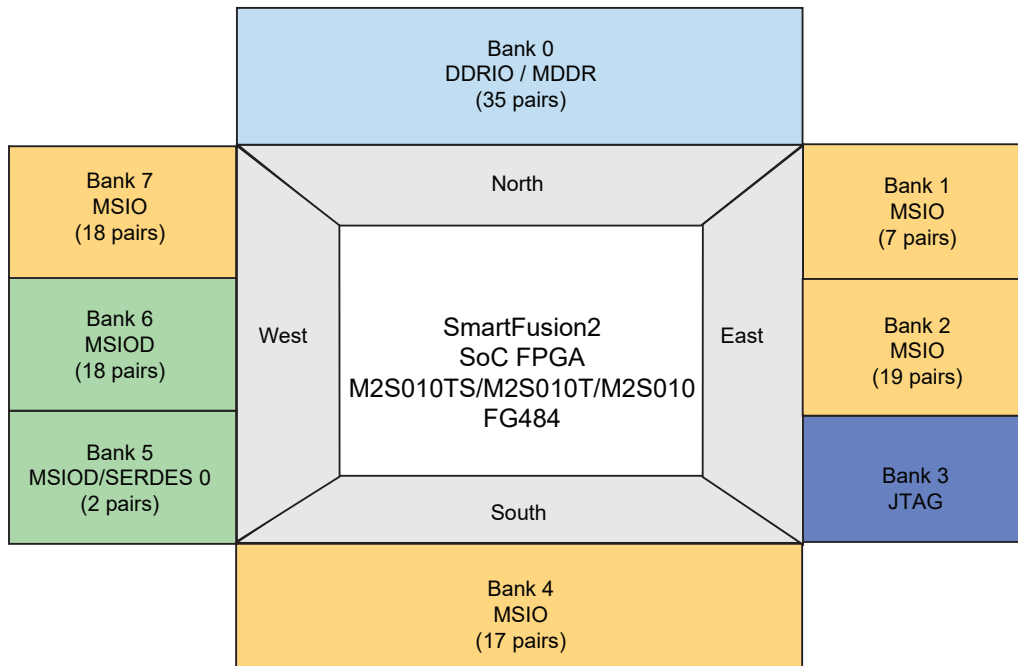 Bank 0
DDRIO / MDDR
(35 pairs)
Bank 7
MSIO
(18 pairs)
North
Bank 1
MSIO
(7 pairs)
Bank 6
MSIOD
(18 pairs)
West
SmartFusion2
SoC FPGA
M2S010TS/M2S010T/M2S010
FG484
East
Bank 2
MSIO
(19 pairs)
Bank 5
MSIOD/SERDES 0
(2 pairs)
South
Bank 3
JTAG
Bank 4
MSIO
(17 pairs)